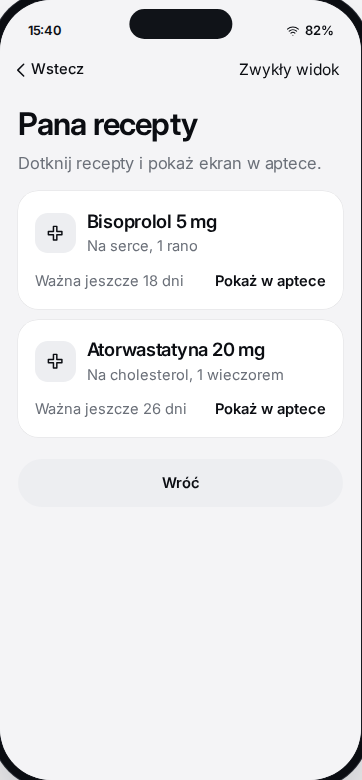 15:40
82%
Wstecz
Zwykły widok
Pana recepty
Dotknij recepty i pokaż ekran w aptece.
Bisoprolol 5 mg
Na serce, 1 rano
Ważna jeszcze 18 dni
Pokaż w aptece
Atorwastatyna 20 mg
Na cholesterol, 1 wieczorem
Ważna jeszcze 26 dni
Pokaż w aptece
Wróć